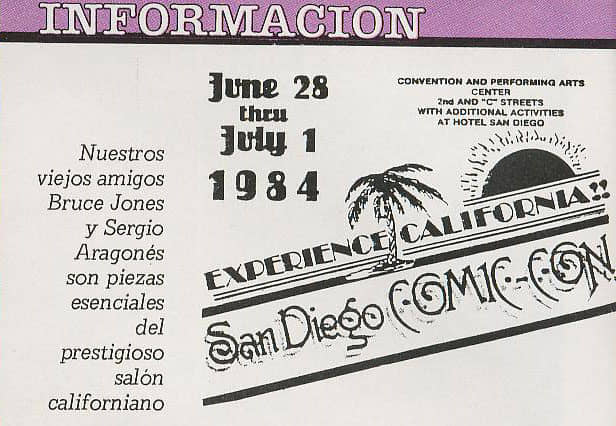 INFORMACION
June 28
thru
July 1
1984
CONVENTION AND PERFORMING ARTS
CENTER
2nd AND "C" STREETS
WITH ADDITIONAL ACTIVITIES
AT HOTEL SAN DIEGO
Nuestros
viejos amigos
Bruce Jones
y Sergio
Aragonés
son piezas
esenciales
del
prestigioso
salón
californiano
EXPERIENCE CALIFORNIA!!
San Diego COMIC-CON